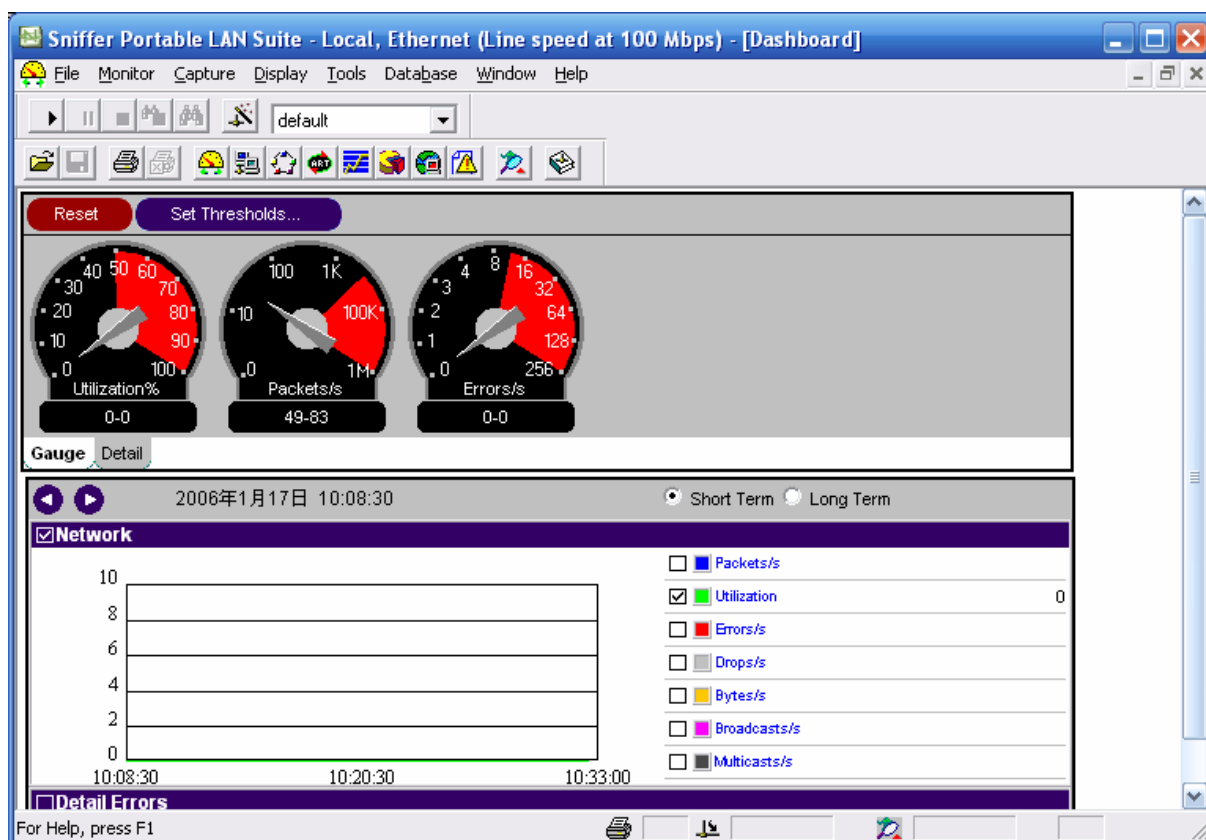 Sniffer Portable LAN Suite - Local, Ethernet (Line speed at 100 Mbps) - [Dashboard]
File Monitor Capture Display Tools Database Window Help
default
ART
Reset Set Thresholds...
0 10 20 30 40 50 60 70 80 90 100
Utilization%
0-0
0 10 100 1K 100K 1M
Packets/s
49-83
0 1 2 3 4 8 16 32 64 128 256
Errors/s
0-0
Gauge Detail
2006年1月17日 10:08:30 Short Term Long Term
Network
10
8
6
4
2
0
10:08:30 10:20:30 10:33:00
Packets/s
Utilization 0
Errors/s
Drops/s
Bytes/s
Broadcasts/s
Multicasts/s
Detail Errors
For Help, press F1